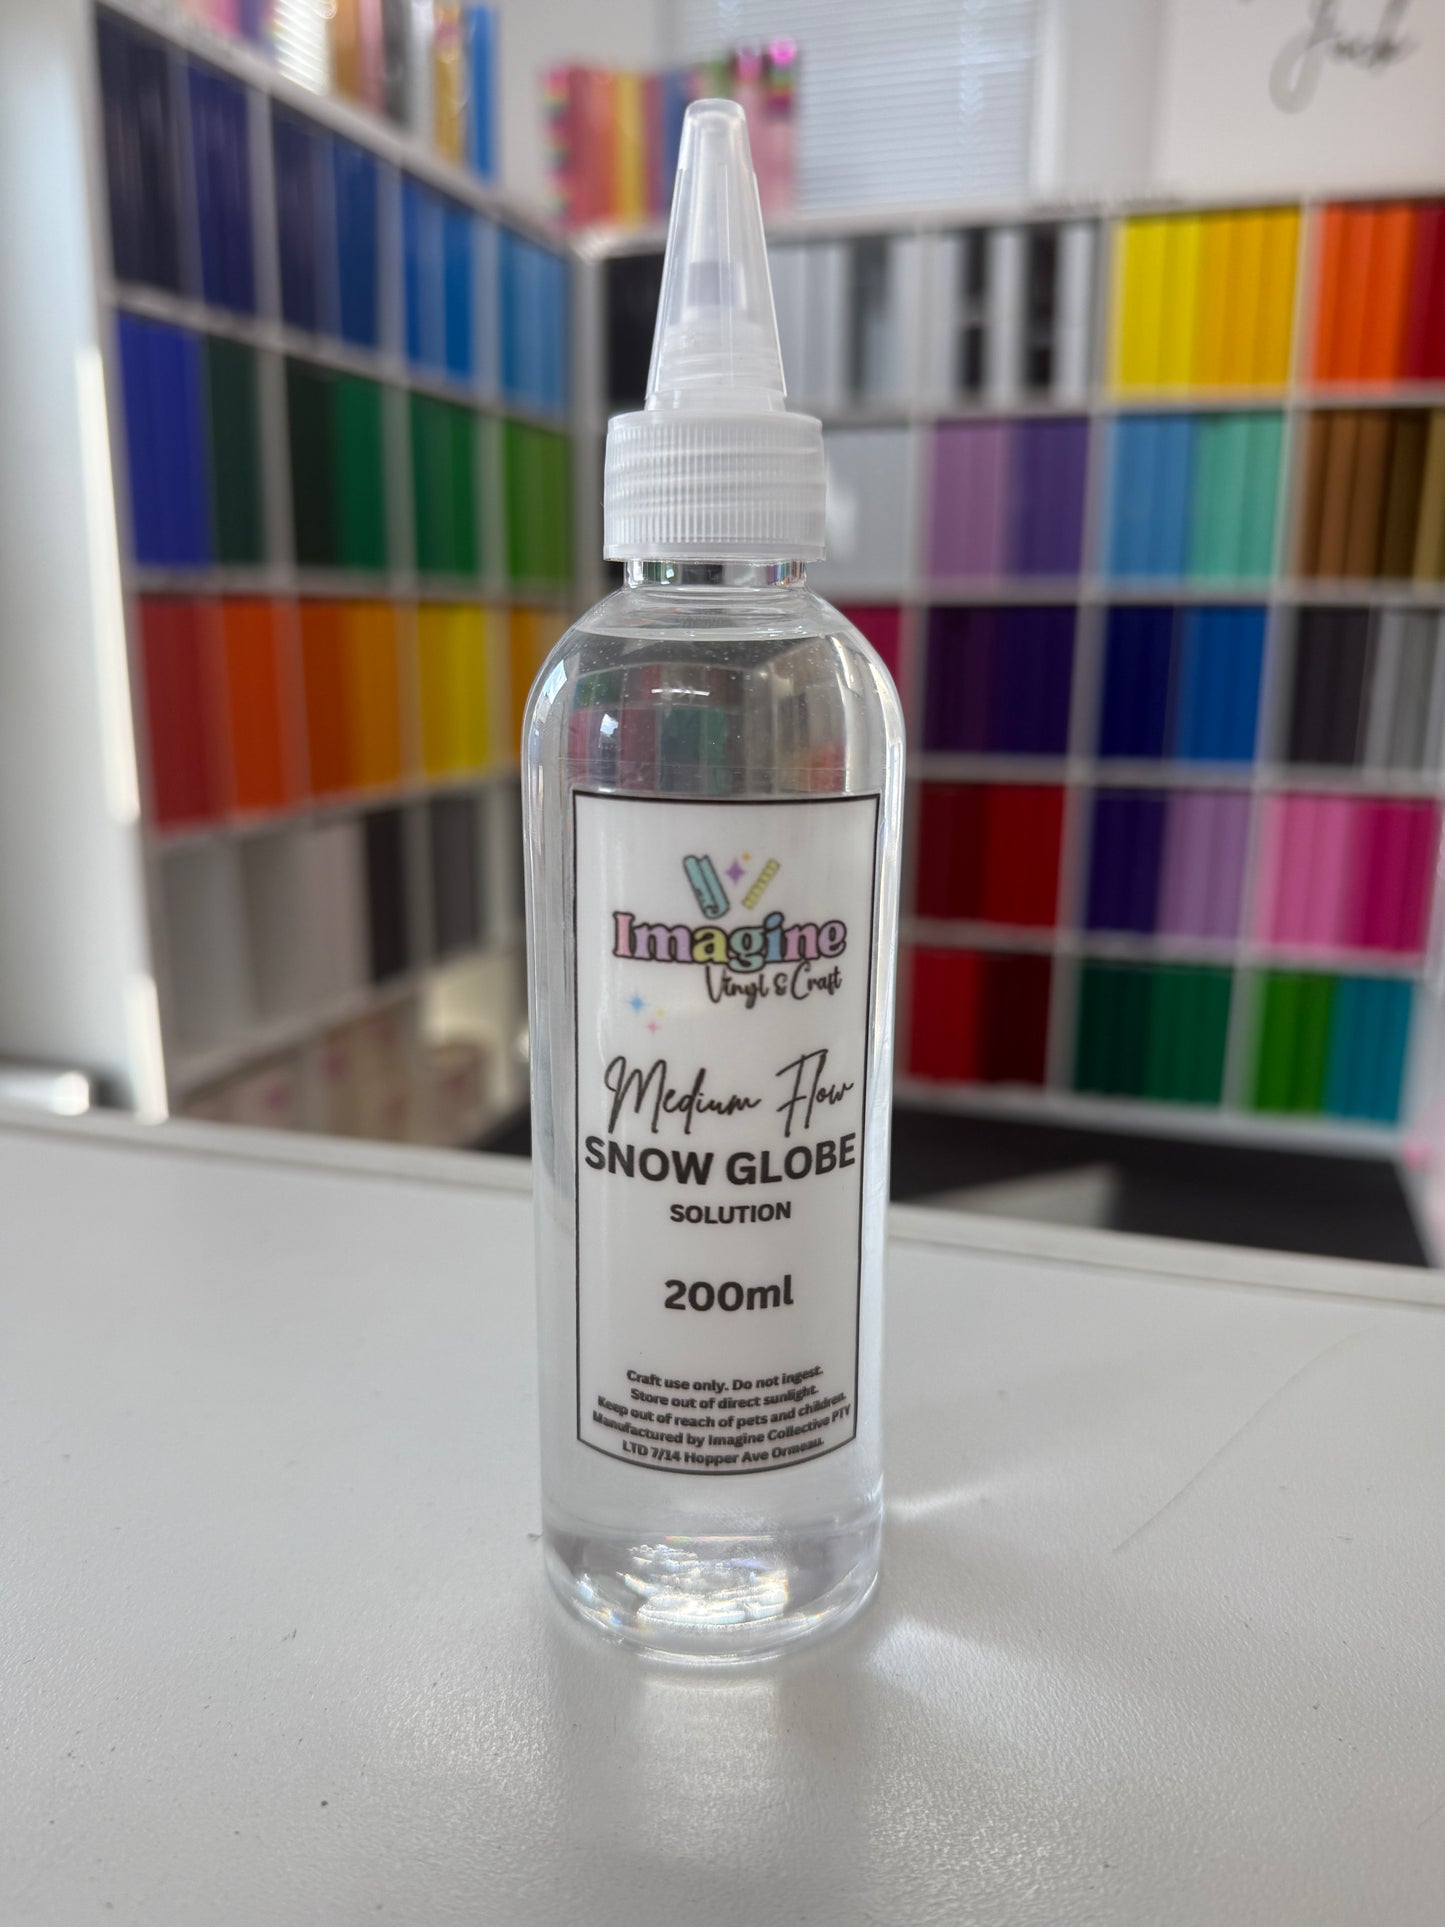 Imagine
Vinyl & Craft
Medium Flow
SNOW GLOBE
SOLUTION
200ml
Craft use only. Do not ingest.
Store out of direct sunlight.
Keep out of reach of pets and children.
Manufactured by Imagine Collective PTY
LTD 7/14 Hopper Ave Ormeau.